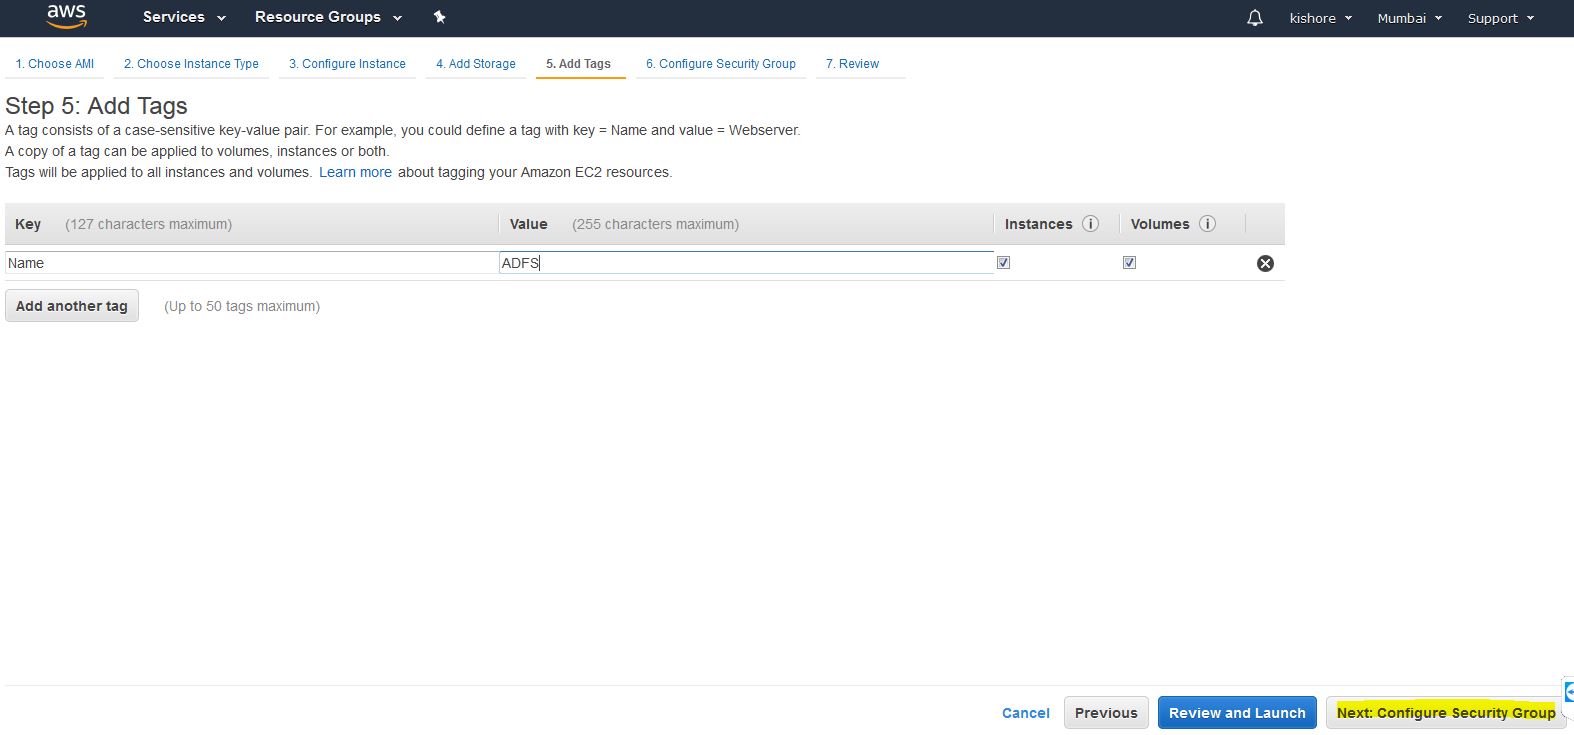 aws Services Resource Groups kishore Mumbai Support
1. Choose AMI 2. Choose Instance Type 3. Configure Instance 4. Add Storage 5. Add Tags 6. Configure Security Group 7. Review
Step 5: Add Tags
A tag consists of a case-sensitive key-value pair. For example, you could define a tag with key = Name and value = Webserver.
A copy of a tag can be applied to volumes, instances or both.
Tags will be applied to all instances and volumes. Learn more about tagging your Amazon EC2 resources.
Key (127 characters maximum) Value (255 characters maximum) Instances i Volumes i
Name ADFS
Add another tag (Up to 50 tags maximum)
Cancel Previous Review and Launch Next: Configure Security Group